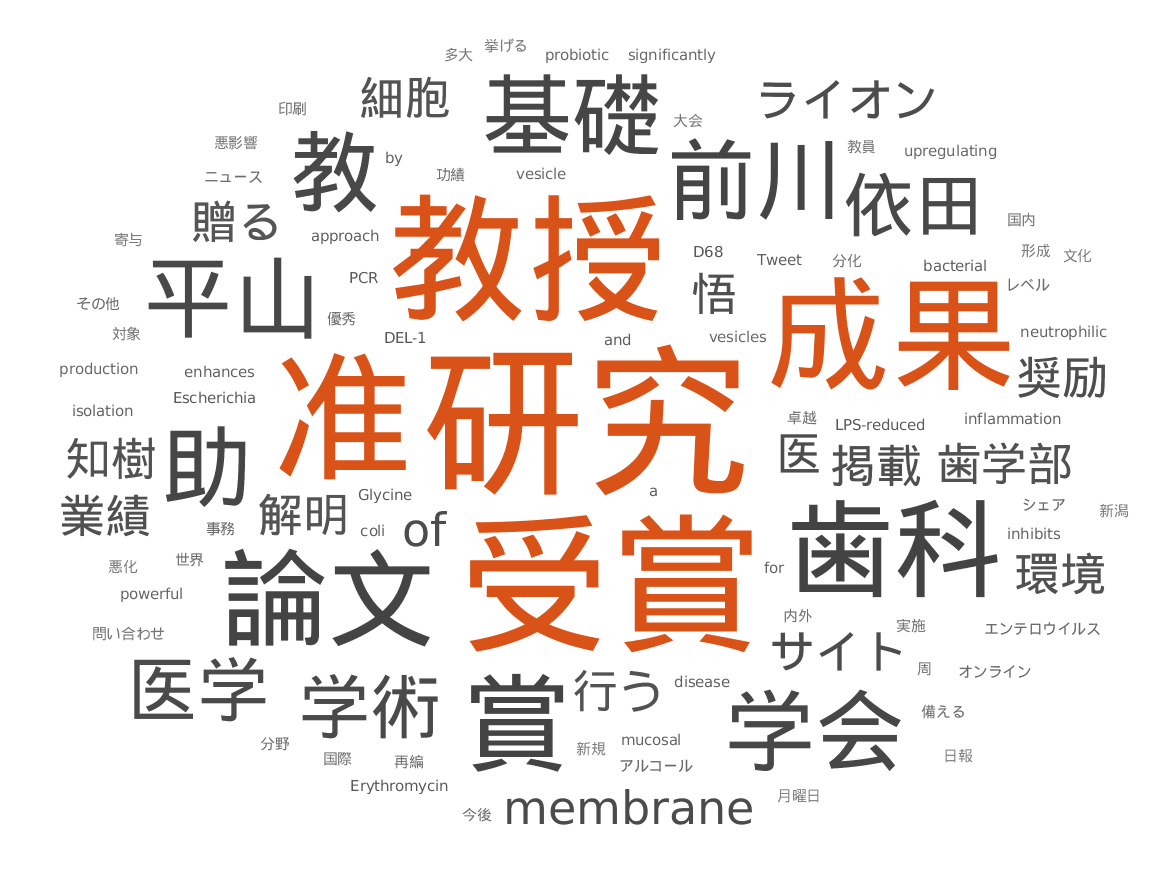 多大 挙げる probiotic significantly
細胞 基礎 ライオン
印刷 大会
悪影響 教 by 前川 教員 upregulating
ニュース 功績 vesicle 依田
贈る 教授 国内
寄与 approach D68 Tweet 分化 形成 文化
平山 PCR 悟 成果 bacterial レベル
その他 優秀
対象 DEL-1 and vesicles neutrophilic
production enhances 准研究 奨励
isolation Escherichia 卓越 LPS-reduced inflammation
知樹 助 医 掲載 歯学部
業績 解明 Glycine a シェア 新潟
事務 coli of 受賞 歯科 inhibits
悪化 世界 論文 for 環境
powerful 内外
問い合わせ サイト 実施 エンテロウイルス
医学 学術 賞 行う disease 学会 周 オンライン
分野 新規 mucosal 備える
国際 再編 アルコール 日報
Erythromycin 月曜日
今後 membrane